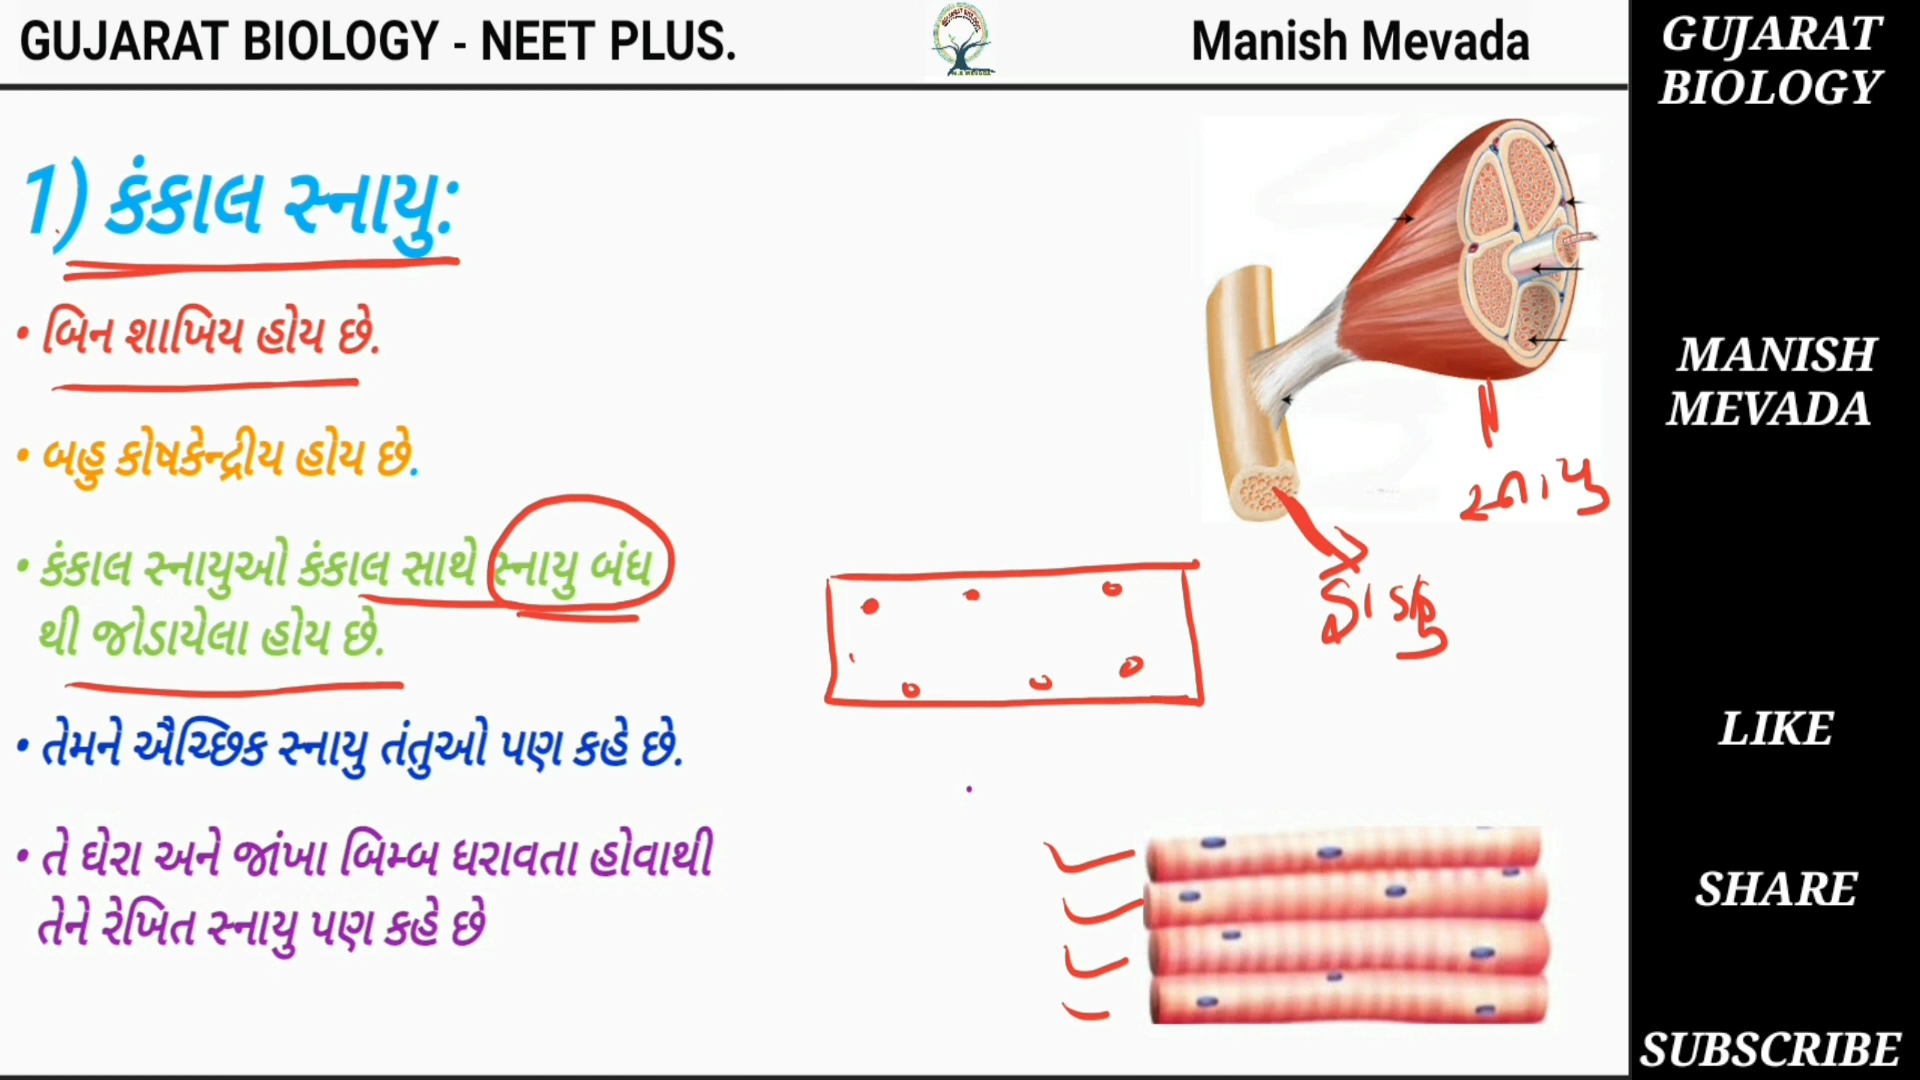 GUJARAT BIOLOGY - NEET PLUS.
Manish Mevada
1) કંકાલ સ્નાયુ:
• બિન શાખિય હોય છે.
• બહુ કોષકેન્દ્રીય હોય છે.
• કંકાલ સ્નાયુઓ કંકાલ સાથે સ્નાયુ બંધ
થી જોડાયેલા હોય છે.
• તેમને ઐચ્છિક સ્નાયુ તંતુઓ પણ કહે છે.
• તે ઘેરા અને જાંખા બિમ્બ ધરાવતા હોવાથી
તેને રેખિત સ્નાયુ પણ કહે છે
સ્નાયુ
હાડકુ
GUJARAT
BIOLOGY
MANISH
MEVADA
LIKE
SHARE
SUBSCRIBE